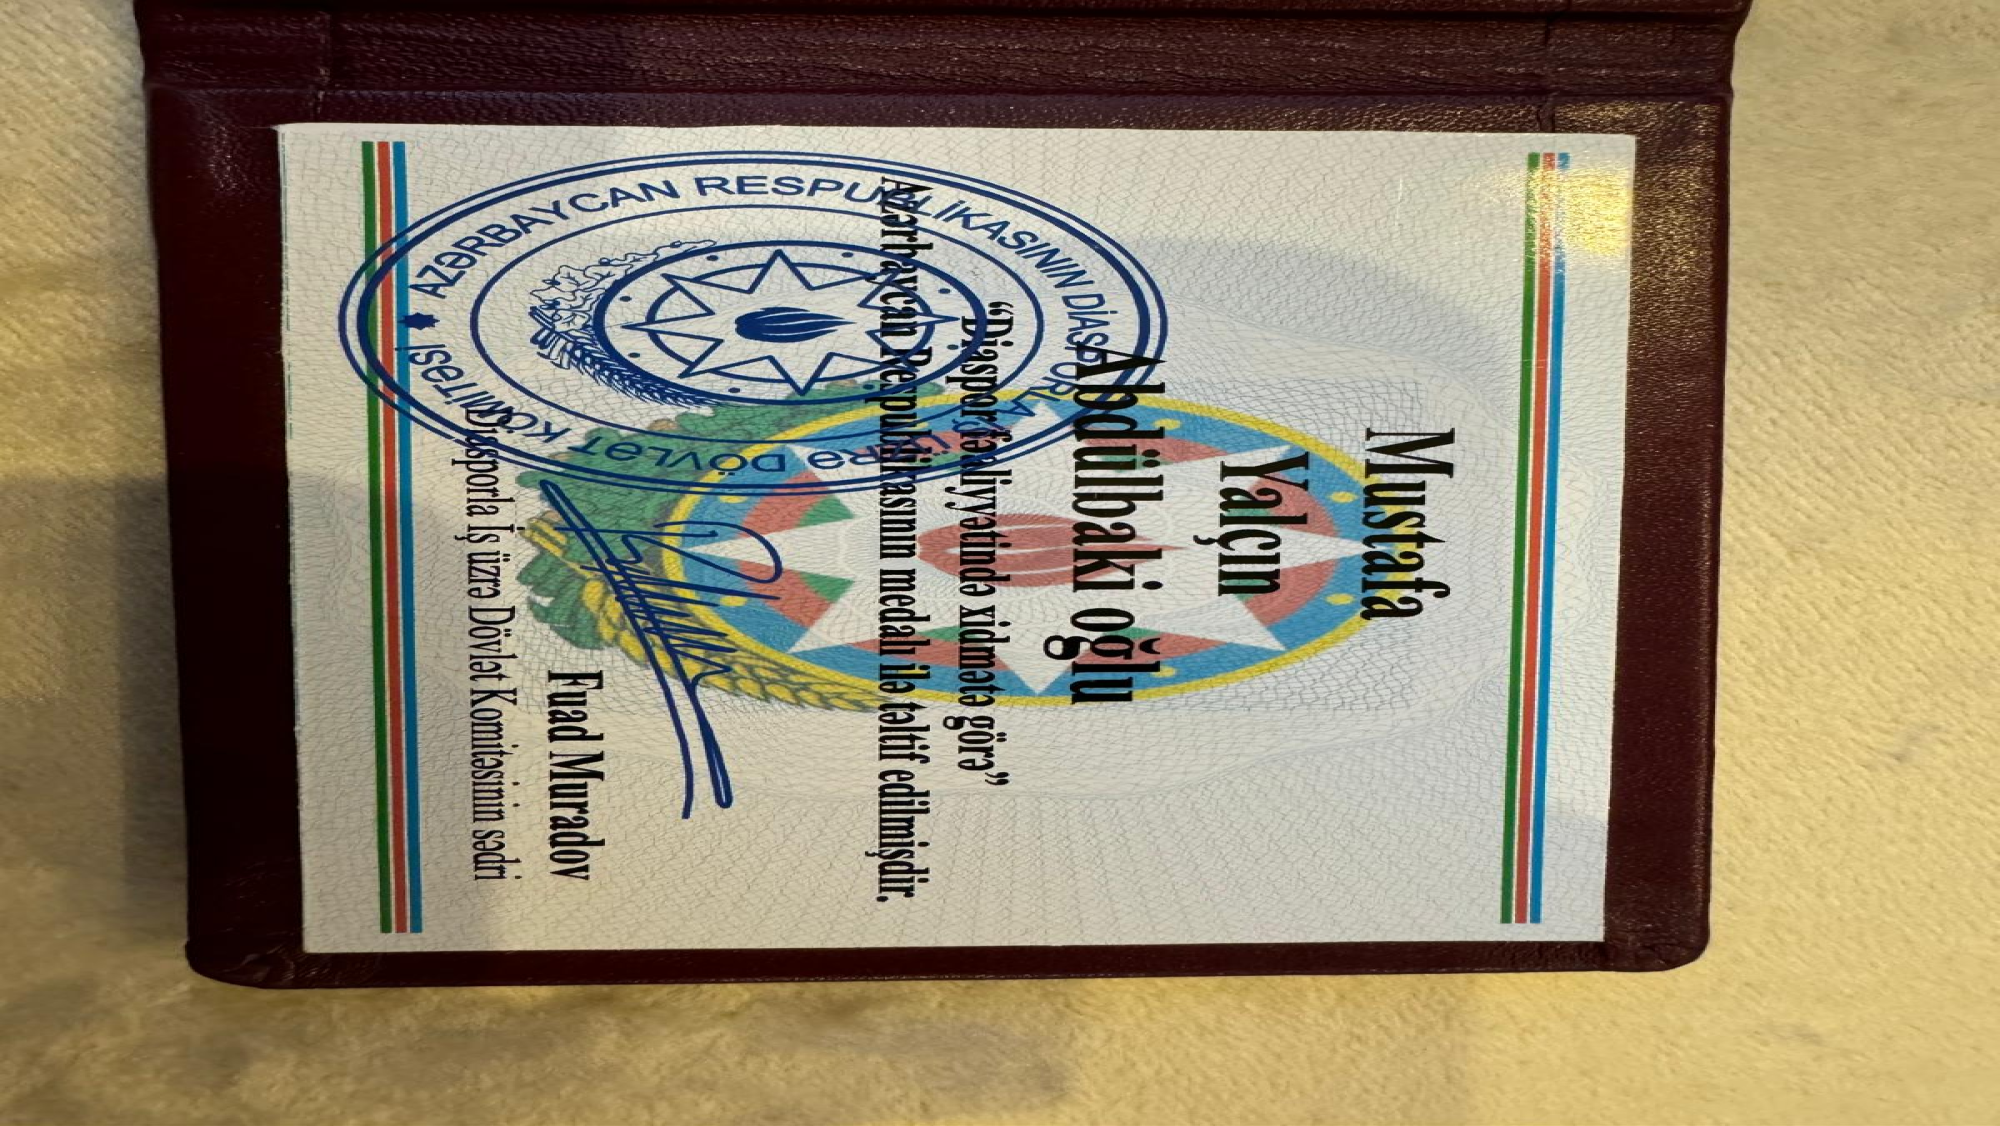 Mustafa
Yalçın
Abdülbaki oğlu
“Diaspor fəaliyyətində xidmətə görə”
Azərbaycan Respublikasının medalı ilə təltif edilmişdir.
Fuad Muradov
Diasporla İş üzrə Dövlət Komitəsinin sədri
AZƏRBAYCAN RESPUBLİKASININ DİASPORLA İŞ ÜZRƏ DÖVLƏT KOMİTƏSİ